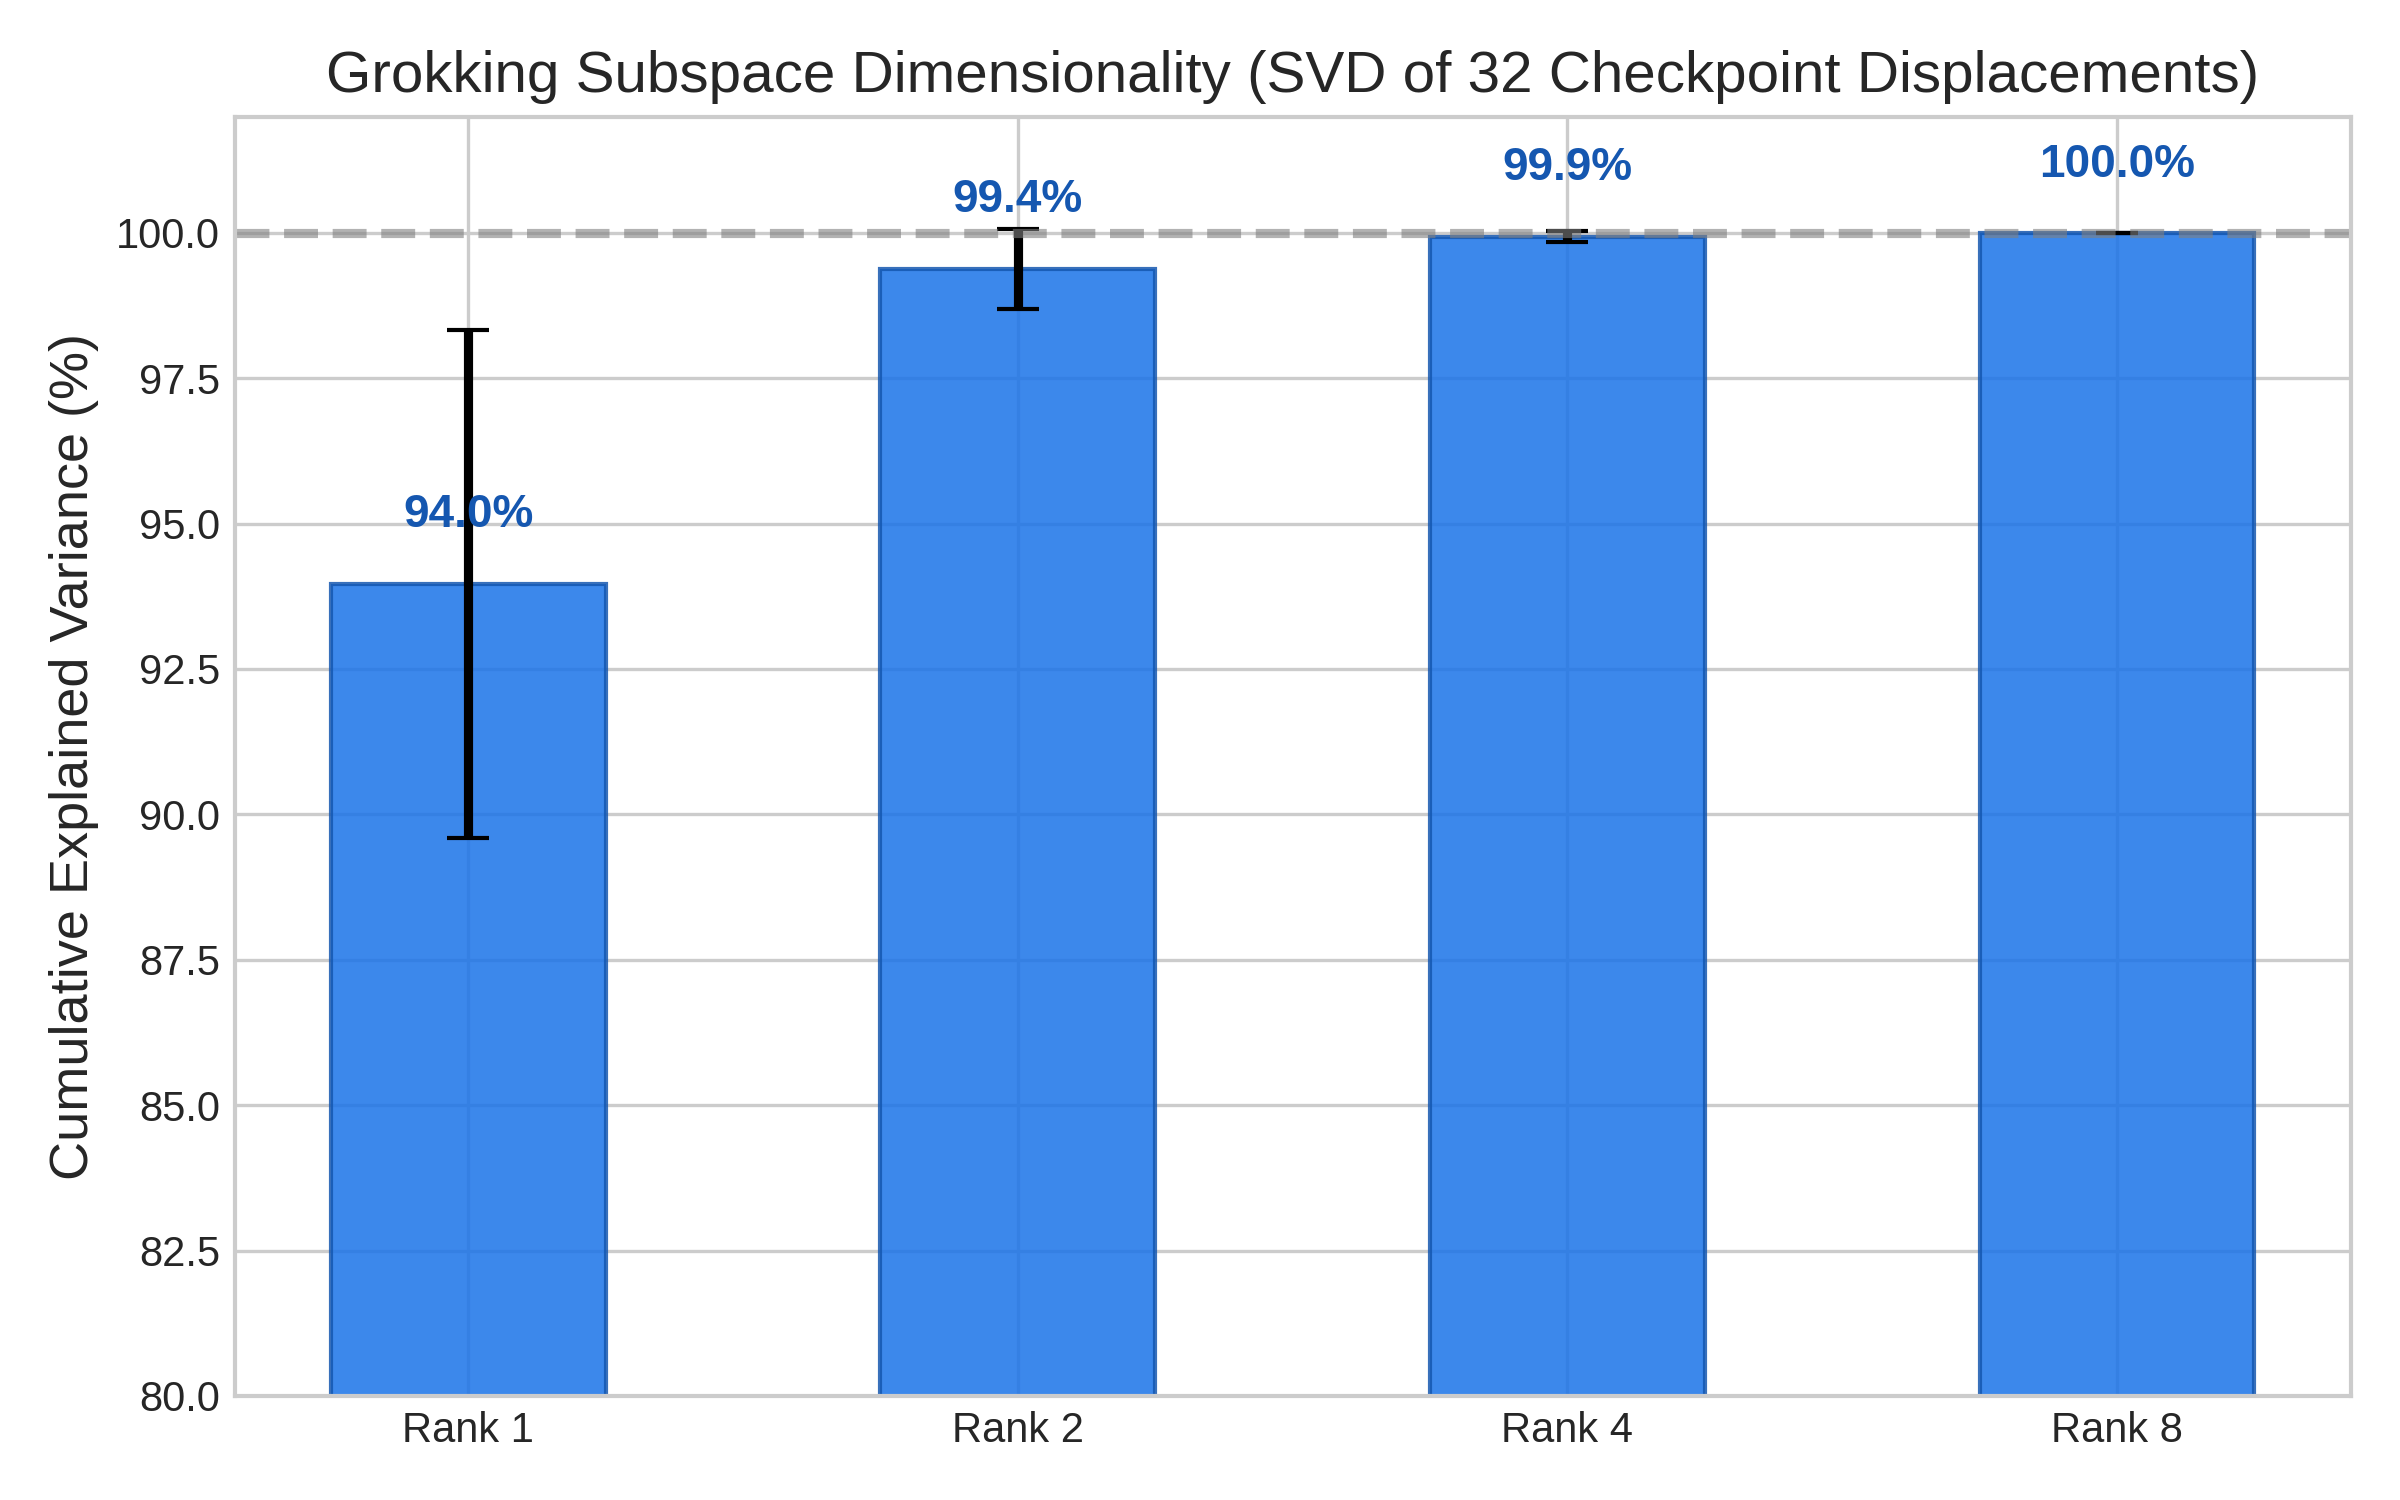 Grokking Subspace Dimensionality (SVD of 32 Checkpoint Displacements)
Cumulative Explained Variance (%)
100.0
97.5
95.0
92.5
90.0
87.5
85.0
82.5
80.0
94.0%
99.4%
99.9%
100.0%
Rank 1
Rank 2
Rank 4
Rank 8